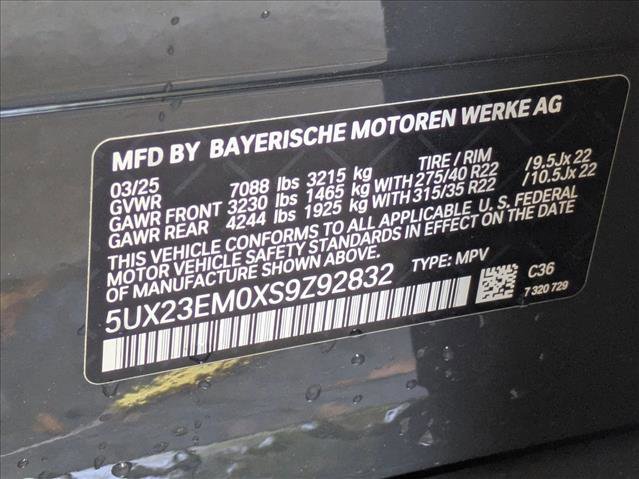 MFD BY BAYERISCHE MOTOREN WERKE AG
03/25 TIRE / RIM
GVWR 7088 lbs 3215 kg
GAWR FRONT 3230 lbs 1465 kg WITH 275/40 R22 /9.5Jx 22
GAWR REAR 4244 lbs 1925 kg WITH 315/35 R22 /10.5Jx 22
THIS VEHICLE CONFORMS TO ALL APPLICABLE U. S. FEDERAL
MOTOR VEHICLE SAFETY STANDARDS IN EFFECT ON THE DATE
OF MANUFACTURE SHOWN ABOVE.
5UX23EM0XS9Z92832 TYPE: MPV
C36
7 320 729